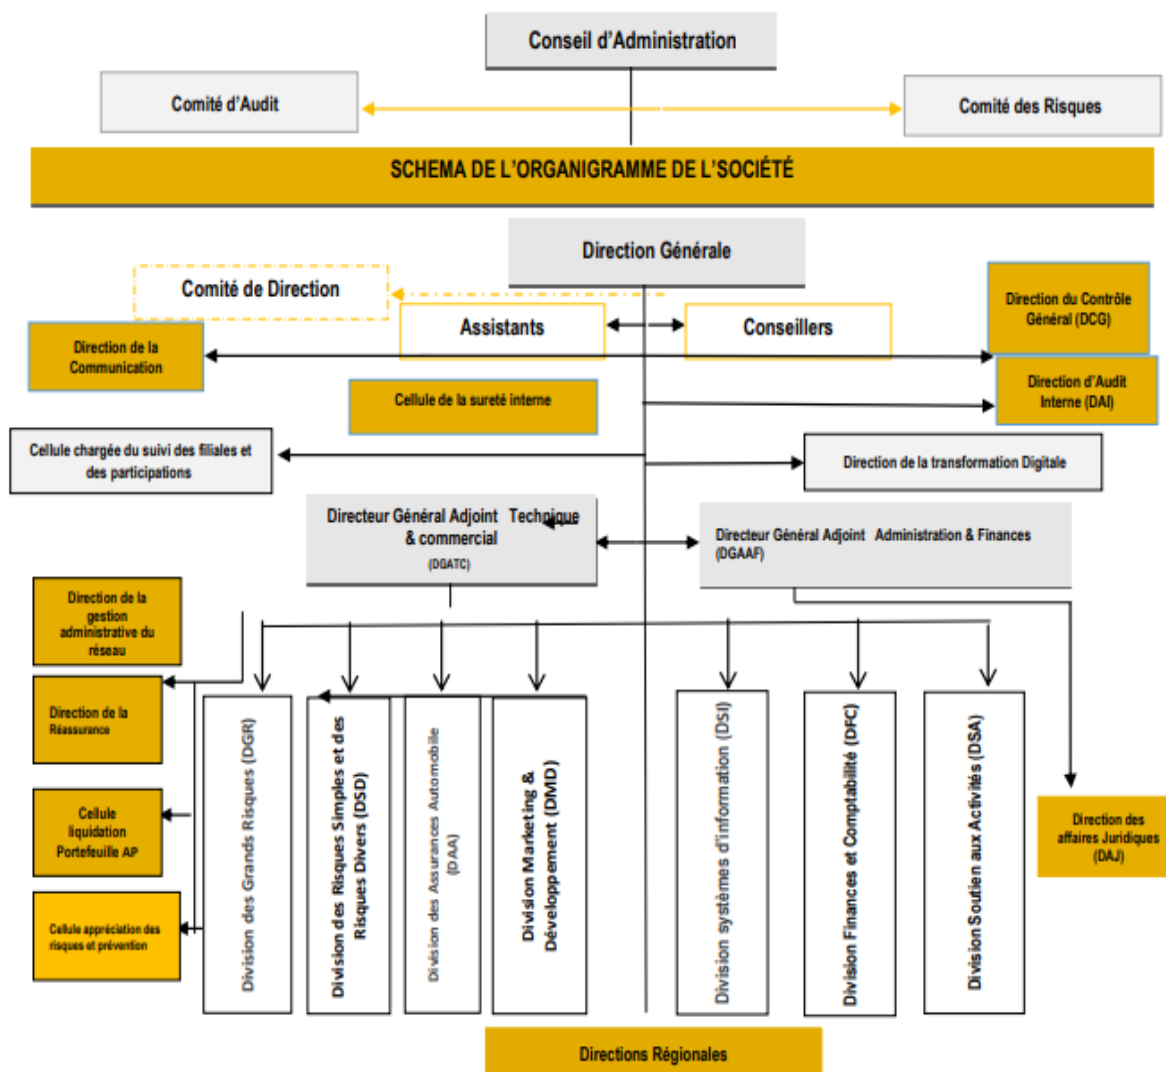 Conseil d'Administration
Comité d'Audit
Comité des Risques
SCHEMA DE L'ORGANIGRAMME DE L'SOCIÉTÉ
Direction Générale
Comité de Direction
Direction du Contrôle
Général (DCG)
Assistants
Conseillers
Direction de la
Communication
Cellule de la sureté interne
Direction d'Audit
Interne (DAI)
Cellule chargée du suivi des filiales et
des participations
Direction de la transformation Digitale
Directeur Général Adjoint Technique
& commercial
(DGATC)
Directeur Général Adjoint Administration & Finances
(DGAAF)
Direction de la
gestion
administrative du
réseau
Direction de la
Réassurance
Cellule
liquidation
Portefeuille AP
Cellule appréciation des
risques et prévention
Division des Grands Risques (DGR)
Division des Risques Simples et des
Risques Divers (DSD)
Division des Assurances Automobile
(DAA)
Division Marketing &
Développement (DMD)
Division systèmes d'information (DSI)
Division Finances et Comptabilité (DFC)
Division Soutien aux Activités (DSA)
Direction des
affaires Juridiques
(DAJ)
Directions Régionales